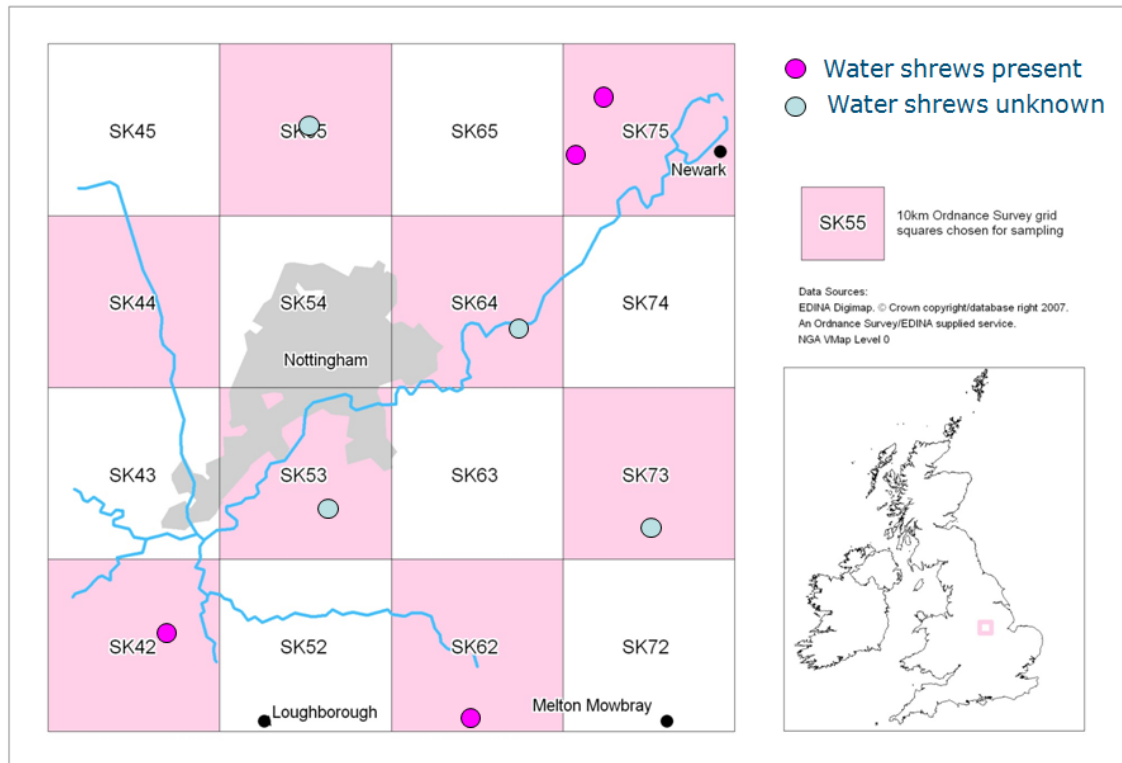 Water shrews present
Water shrews unknown
SK45
SK55
SK65
SK75
Newark
SK55
10km Ordnance Survey grid
squares chosen for sampling
SK44
SK54
SK64
SK74
Nottingham
Data Sources:
EDINA Digimap. © Crown copyright/database right 2007.
An Ordnance Survey/EDINA supplied service.
NGA VMap Level 0
SK43
SK53
SK63
SK73
SK42
SK52
SK62
SK72
Loughborough
Melton Mowbray